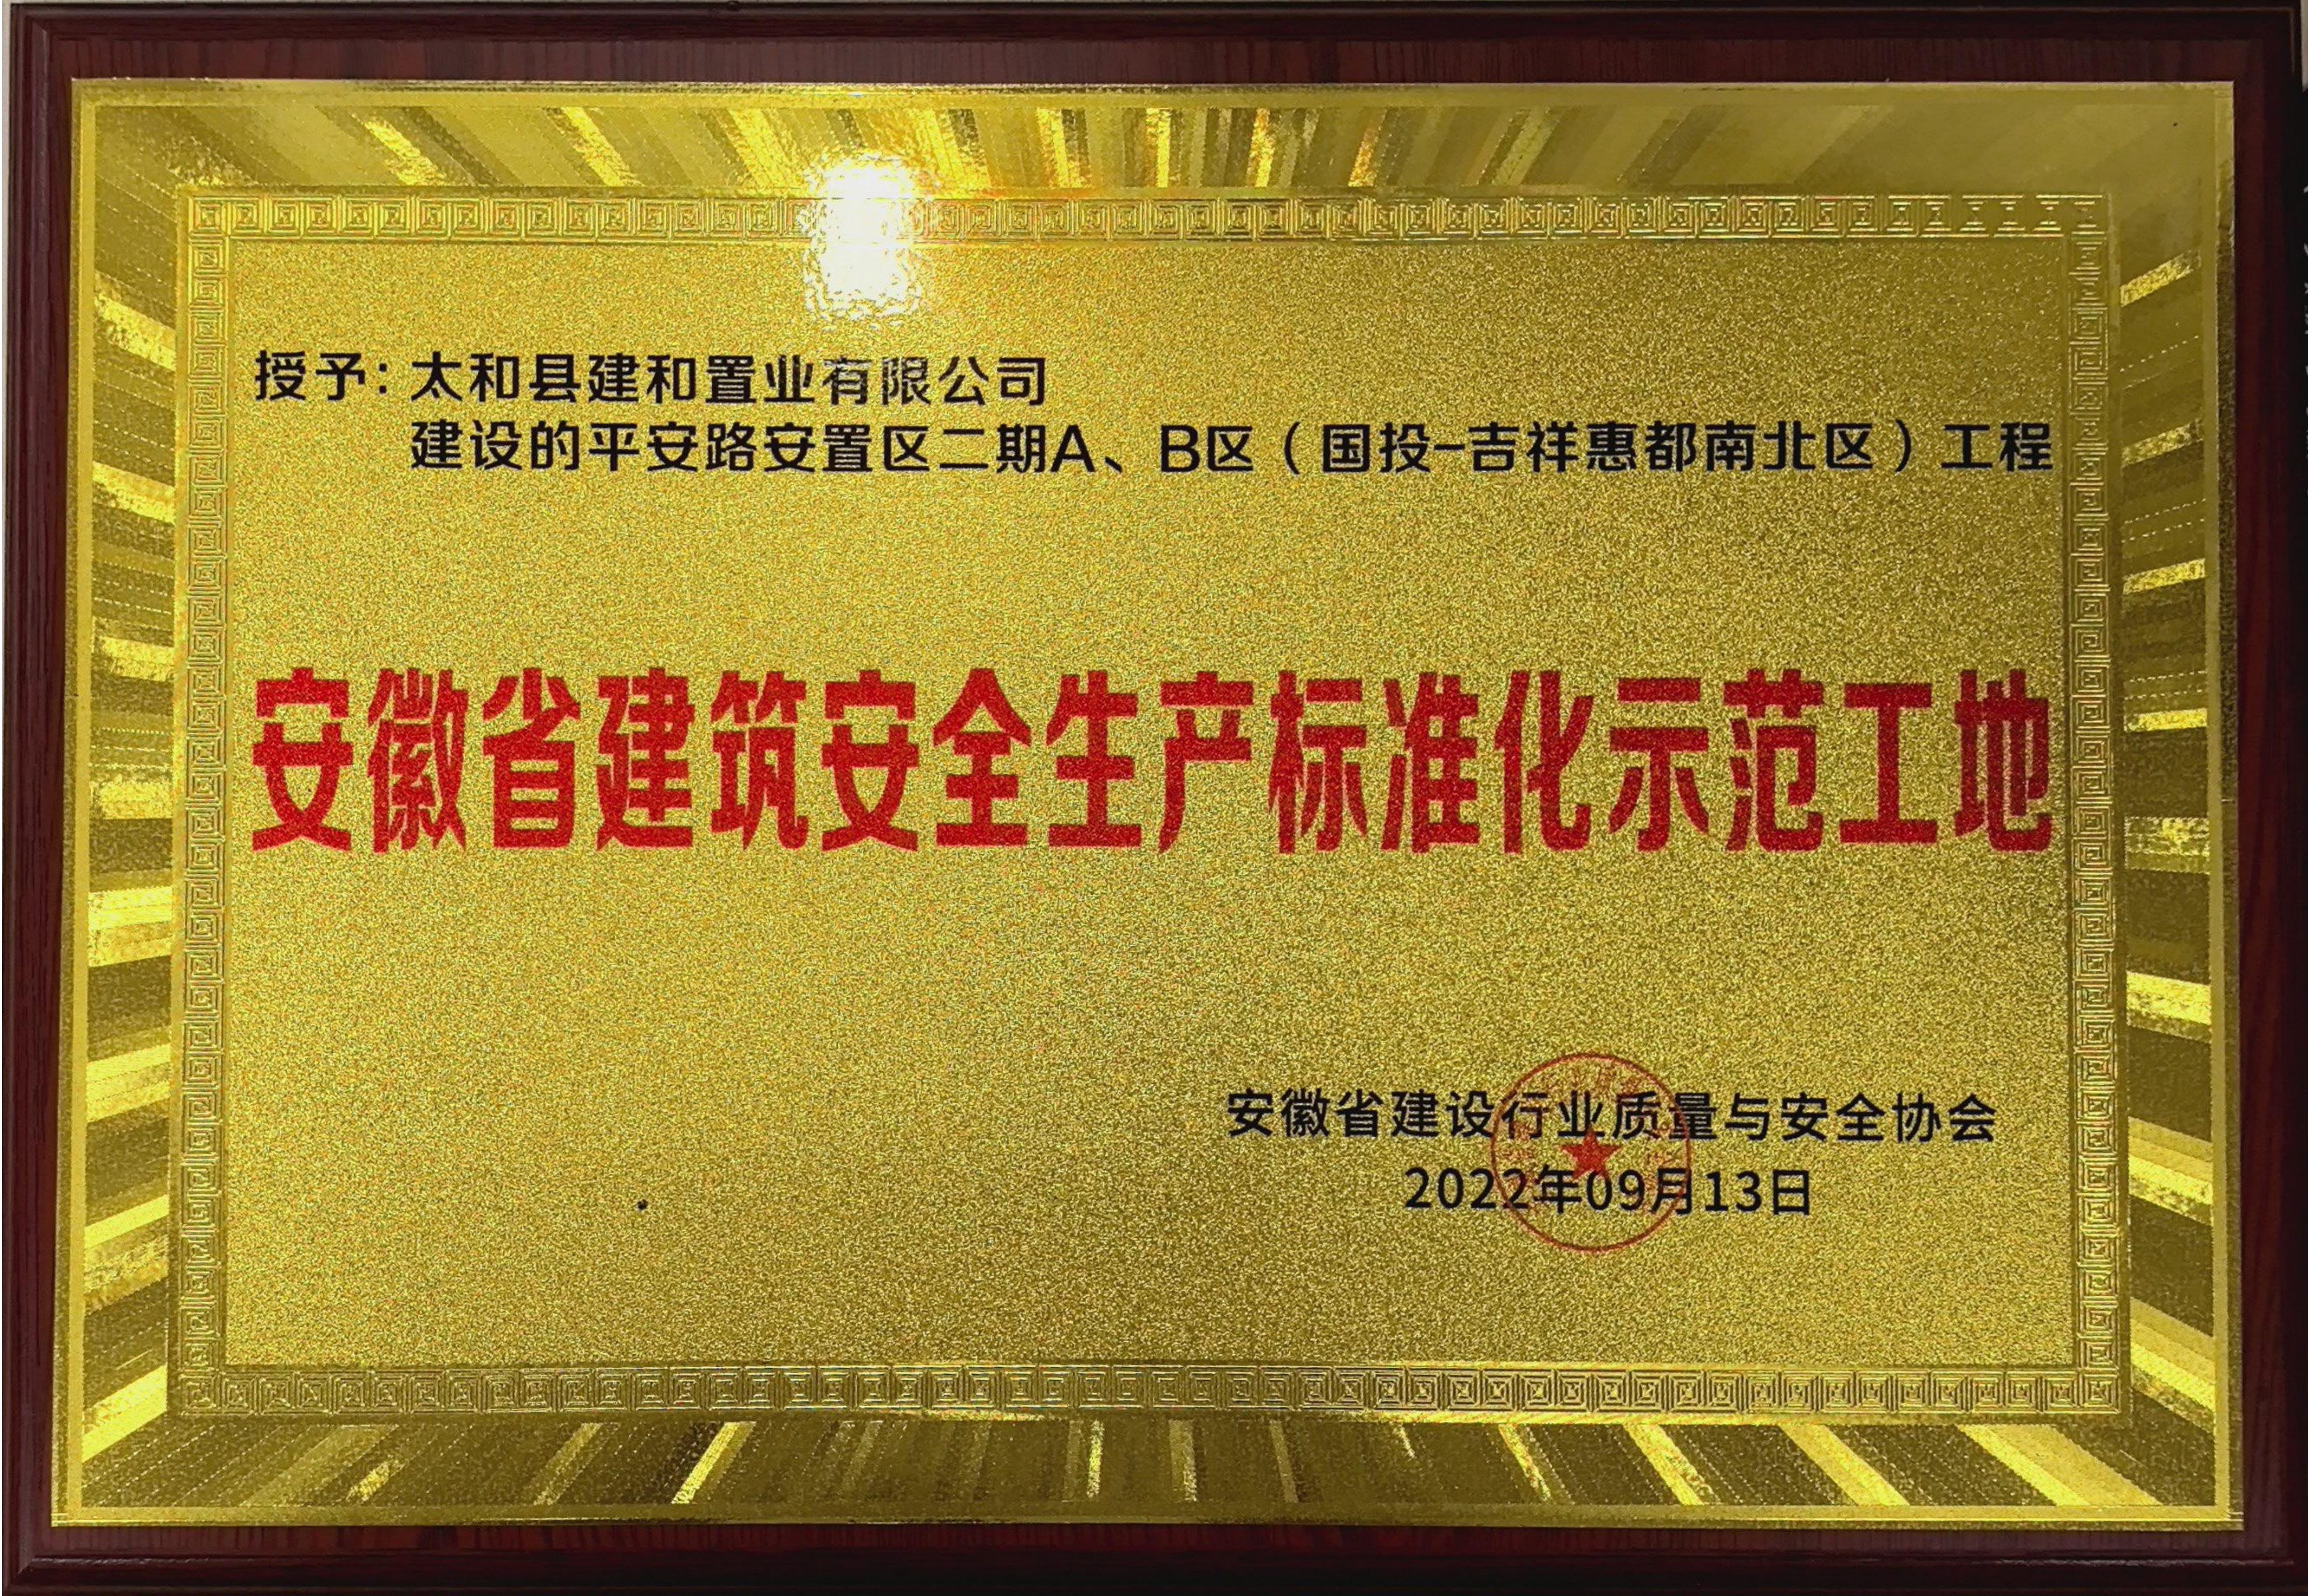 授予：太和县建和置业有限公司
建设的平安路安置区二期A、B区（国投-吉祥惠都南北区）工程
安徽省建筑安全生产标准化示范工地
安徽省建设行业质量与安全协会
2022年09月13日